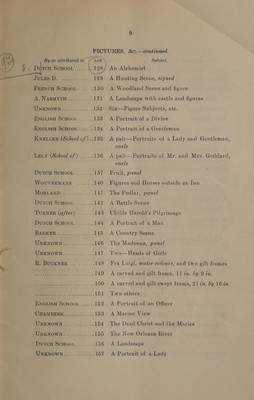 9
PICTURES, &c.—continued.
By or attributed to LOT Subject.
DUTCH SCHOOL 128 An Alchemist
JULES D. 129 A Hunting Scene, signed
FRENCH SCHOOL 130 A Woodland Scene and figure
A. NASMYTH 131 A Landscape with castle and figures
UNKNOWN 132 Six—Figure Subjects, etc.
ENGLISH SCHOOL 133 A Portrait of a Divine
ENGLISH SCHOOL 134 A Portrait of a Gentleman
KNELLER (School of) 135 A pair—Portraits of a Lady and Gentleman,
ovals
LELY (School of) 136 A pair—Portraits of Mr. and Mrs. Goddard,
ovals
DUTCH SCHOOL 137 Fruit, panel
WOUVERMANS 140 Figures and Horses outside an Inn
MORLAND 141 The Pedlar, panel
DUTCH SCHOOL 143 A Battle Scene
TURNER (after) 143 Childe Harold's Pilgrimage
DUTCH SCHOOL 144 A Portrait of a Man
BARKER 145 A Country Scene
UNKNOWN 146 The Madonna, panel
UNKNOWN 147 Two—Heads of Girls
R. BUCKNER 148 Fra Luigi, water-colour, and two gilt frames
149 A carved and gilt frame, 11 in. by 9 in.
150 A carved and gilt swept frame, 21 in. by 16 in.
151 Two others
ENGLISH SCHOOL 152 A Portrait of an Officer
CHAMBERS 153 A Marine View
UNKNOWN 154 The Dead Christ and the Maries
UNKNOWN 155 The New Orleans River
DUTCH SCHOOL 156 A Landscape
UNKNOWN 157 A Portrait of a Lady